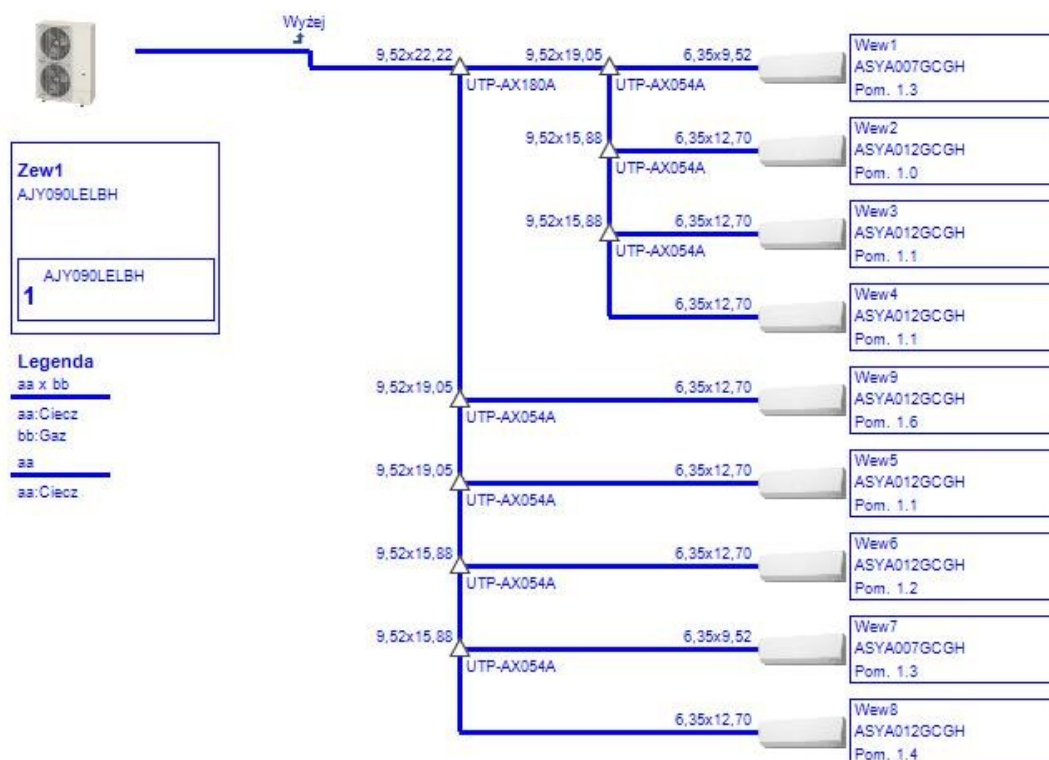 Wyżej
9,52x22,22
9,52x19,05
6,35x9,52
UTP-AX180A
UTP-AX054A
Wew1
ASYA007GCGH
Pom. 1.3
9,52x15,88
6,35x12,70
UTP-AX054A
Wew2
ASYA012GCGH
Pom. 1.0
Zew1
AJY090LELBH
9,52x15,88
6,35x12,70
UTP-AX054A
Wew3
ASYA012GCGH
Pom. 1.1
AJY090LELBH
1
6,35x12,70
Wew4
ASYA012GCGH
Pom. 1.1
Legenda
aa x bb
aa:Ciecz
bb:Gaz
aa
aa:Ciecz
9,52x19,05
6,35x12,70
UTP-AX054A
Wew9
ASYA012GCGH
Pom. 1.6
9,52x19,05
6,35x12,70
UTP-AX054A
Wew5
ASYA012GCGH
Pom. 1.1
9,52x15,88
6,35x12,70
UTP-AX054A
Wew6
ASYA012GCGH
Pom. 1.2
9,52x15,88
6,35x9,52
UTP-AX054A
Wew7
ASYA007GCGH
Pom. 1.3
6,35x12,70
Wew8
ASYA012GCGH
Pom. 1.4